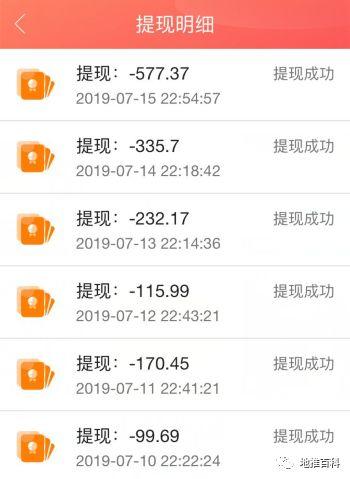 提现明细
提现：-577.37 提现成功
2019-07-15 22:54:57
提现：-335.7 提现成功
2019-07-14 22:18:42
提现：-232.17 提现成功
2019-07-13 22:14:36
提现：-115.99 提现成功
2019-07-12 22:43:21
提现：-170.45 提现成功
2019-07-11 22:41:21
提现：-99.69 提现成功
2019-07-10 22:22:24
地推百科